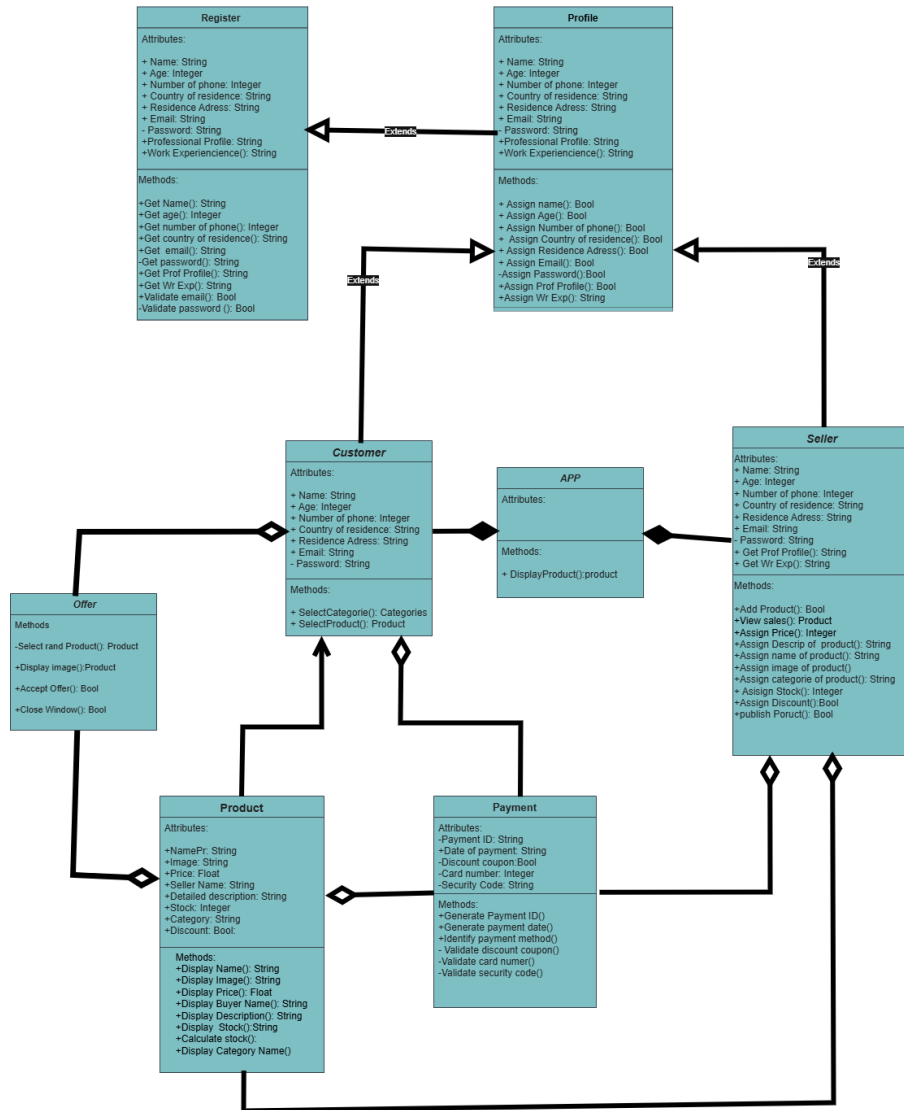 Register
Attributes:
+ Name: String
+ Age: Integer
+ Number of phone: Integer
+ Country of residence: String
+ Residence Adress: String
+ Email: String
- Password: String
+Professional Profile: String
+Work Experiencience(): String
Methods:
+Get Name(): String
+Get age(): Integer
+Get number of phone(): Integer
+Get country of residence(): String
+Get  email(): String
-Get password(): String
+Get Prof Profile(): String
+Get Wr Exp(): String
+Validate email(): Bool
-Validate password (): Bool
Profile
Attributes:
+ Name: String
+ Age: Integer
+ Number of phone: Integer
+ Country of residence: String
+ Residence Adress: String
+ Email: String
- Password: String
+Professional Profile: String
+Work Experiencience(): String
Methods:
+ Assign name(): Bool
+ Assign Age(): Bool
+ Assign Number of phone(): Bool
+  Assign Country of residence(): Bool
+ Assign Residence Adress(): Bool
+ Assign Email(): Bool
-Assign Password():Bool
+Assign Prof Profile(): Bool
+Assign Wr Exp(): String
Extends
Extends
Extends
Customer
Attributes:
+ Name: String
+ Age: Integer
+ Number of phone: Integer
+ Country of residence: String
+ Residence Adress: String
+ Email: String
- Password: String
Methods:
+ SelectCategorie(): Categories
+ SelectProduct(): Product
APP
Attributes:
Methods:
+ DisplayProduct():product
Seller
Attributes:
+ Name: String
+ Age: Integer
+ Number of phone: Integer
+ Country of residence: String
+ Residence Adress: String
+ Email: String
- Password: String
+ Get Prof Profile(): String
+ Get Wr Exp(): String
Methods:
+Add Product(): Bool
+View sales(): Product
+Assign Price(): Integer
+Assign Descrip of  product(): String
+Assign name of product(): String
+Assign image of product()
+Assign categorie of product(): String
+ Asisign Stock(): Integer
+Assign Discount():Bool
+publish Poruct(): Bool
Offer
Methods
-Select rand Product(): Product
+Display image():Product
+Accept Offer(): Bool
+Close Window(): Bool
Product
Attributes:
+NamePr: String
+Image: String
+Price: Float
+Seller Name: String
+Detailed description: String
+Stock: Integer
+Category: String
+Discount: Bool:
Methods:
+Display Name(): String
+Display Image(): String
+Display Price(): Float
+Display Buyer Name(): String
+Display Description(): String
+Display  Stock():String
+Calculate stock():
+Display Category Name()
Payment
Attributes:
-Payment ID: String
+Date of payment: String
-Discount coupon:Bool
-Card number: Integer
-Security Code: String
Methods:
+Generate Payment ID()
+Generate payment date()
+Identify payment method()
- Validate discount coupon()
-Validate card numer()
-Validate security code()